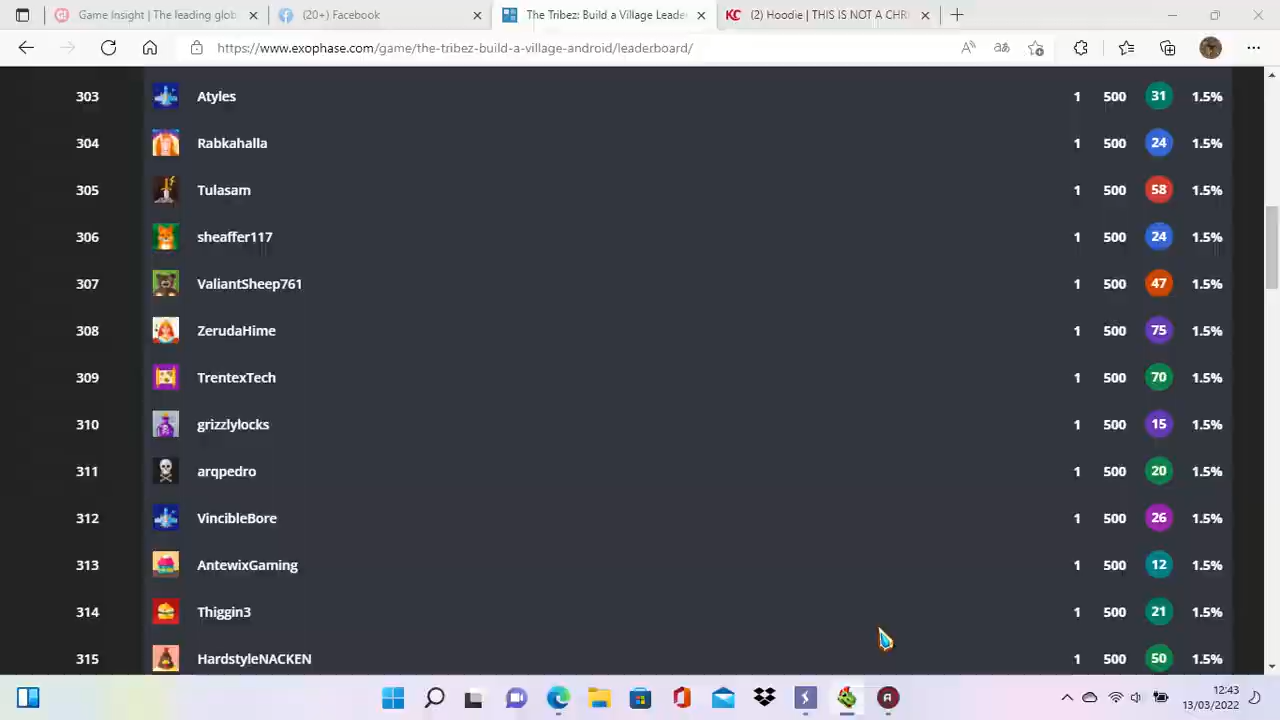 Game Insight | The leading glob
(20+) Facebook
The Tribez: Build a Village Leade
KC (2) Hoodie | THIS IS NOT A CHRI
https://www.exophase.com/game/the-tribez-build-a-village-android/leaderboard/
303 Atyles 1 500 31 1.5%
304 Rabkahalla 1 500 24 1.5%
305 Tulasam 1 500 58 1.5%
306 sheaffer117 1 500 24 1.5%
307 ValiantSheep761 1 500 47 1.5%
308 ZerudaHime 1 500 75 1.5%
309 TrentexTech 1 500 70 1.5%
310 grizzlylocks 1 500 15 1.5%
311 arqpedro 1 500 20 1.5%
312 VincibleBore 1 500 26 1.5%
313 AntewixGaming 1 500 12 1.5%
314 Thiggin3 1 500 21 1.5%
315 HardstyleNACKEN 1 500 50 1.5%
12:43
13/03/2022